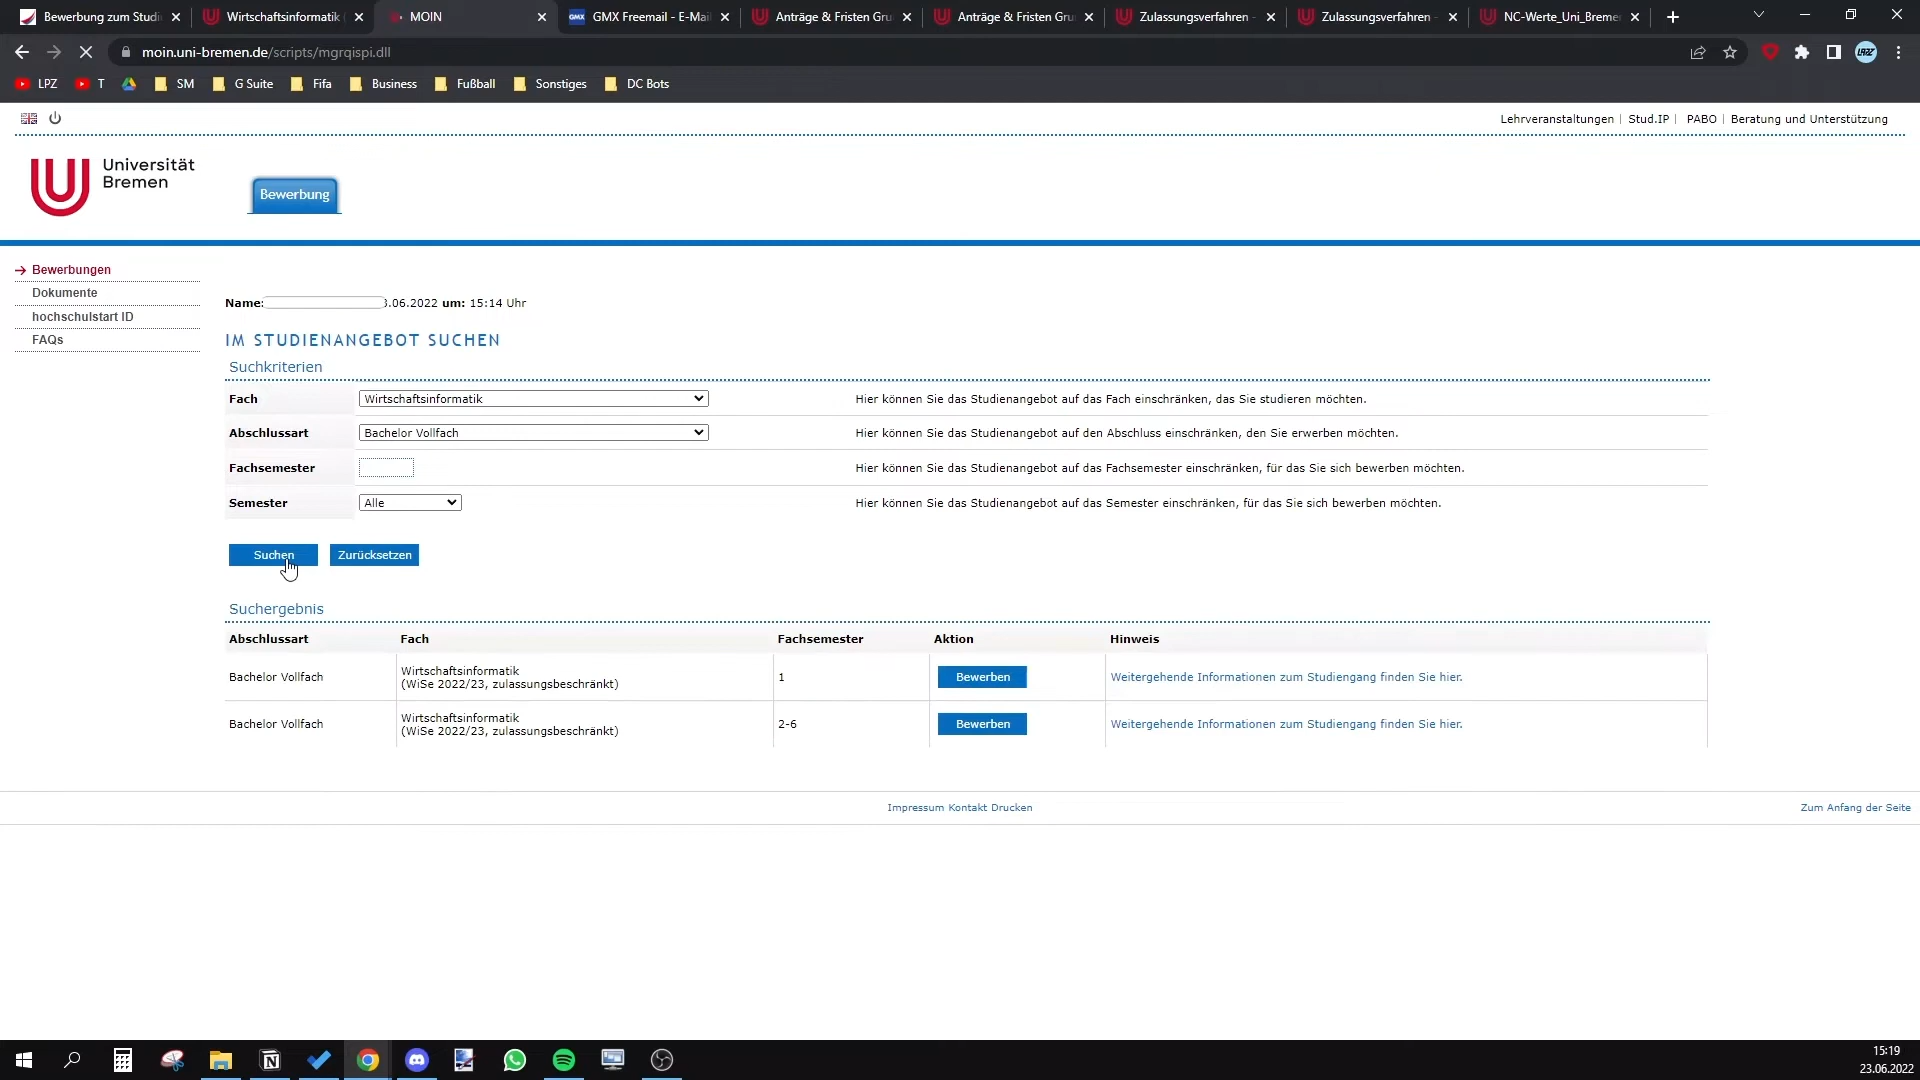 Bewerbung zum Studi
Wirtschaftsinformatik (
MOIN
GMX Freemail - E-Mail
Anträge & Fristen Gru
Anträge & Fristen Gru
Zulassungsverfahren -
Zulassungsverfahren -
NC-Werte_Uni_Bremen
moin.uni-bremen.de/scripts/mgrqispi.dll
LPZ
T
SM
G Suite
Fifa
Business
Fußball
Sonstiges
DC Bots
Lehrveranstaltungen | Stud.IP | PABO | Beratung und Unterstützung
Universität
Bremen
Bewerbung
Bewerbungen
Dokumente
hochschulstart ID
FAQs
Name: 3.06.2022 um: 15:14 Uhr
IM STUDIENANGEBOT SUCHEN
Suchkriterien
Fach Wirtschaftsinformatik Hier können Sie das Studienangebot auf das Fach einschränken, das Sie studieren möchten.
Abschlussart Bachelor Vollfach Hier können Sie das Studienangebot auf den Abschluss einschränken, den Sie erwerben möchten.
Fachsemester Hier können Sie das Studienangebot auf das Fachsemester einschränken, für das Sie sich bewerben möchten.
Semester Alle Hier können Sie das Studienangebot auf das Semester einschränken, für das Sie sich bewerben möchten.
Suchen Zurücksetzen
Suchergebnis
Abschlussart Fach Fachsemester Aktion Hinweis
Bachelor Vollfach Wirtschaftsinformatik
(WiSe 2022/23, zulassungsbeschränkt) 1 Bewerben Weitergehende Informationen zum Studiengang finden Sie hier.
Bachelor Vollfach Wirtschaftsinformatik
(WiSe 2022/23, zulassungsbeschränkt) 2-6 Bewerben Weitergehende Informationen zum Studiengang finden Sie hier.
Impressum Kontakt Drucken
Zum Anfang der Seite
15:19
23.06.2022